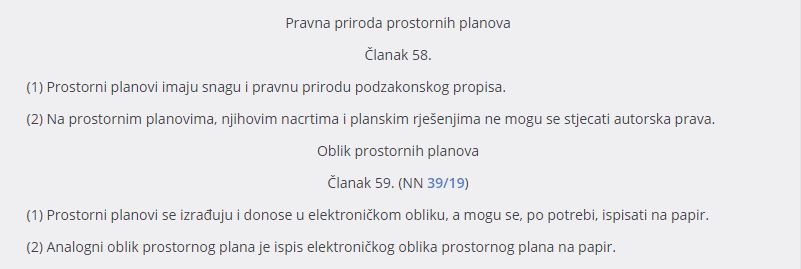 Pravna priroda prostornih planova
Članak 58.
(1) Prostorni planovi imaju snagu i pravnu prirodu podzakonskog propisa.
(2) Na prostornim planovima, njihovim nacrtima i planskim rješenjima ne mogu se stjecati autorska prava.
Oblik prostornih planova
Članak 59. (NN 39/19)
(1) Prostorni planovi se izrađuju i donose u elektroničkom obliku, a mogu se, po potrebi, ispisati na papir.
(2) Analogni oblik prostornog plana je ispis elektroničkog oblika prostornog plana na papir.